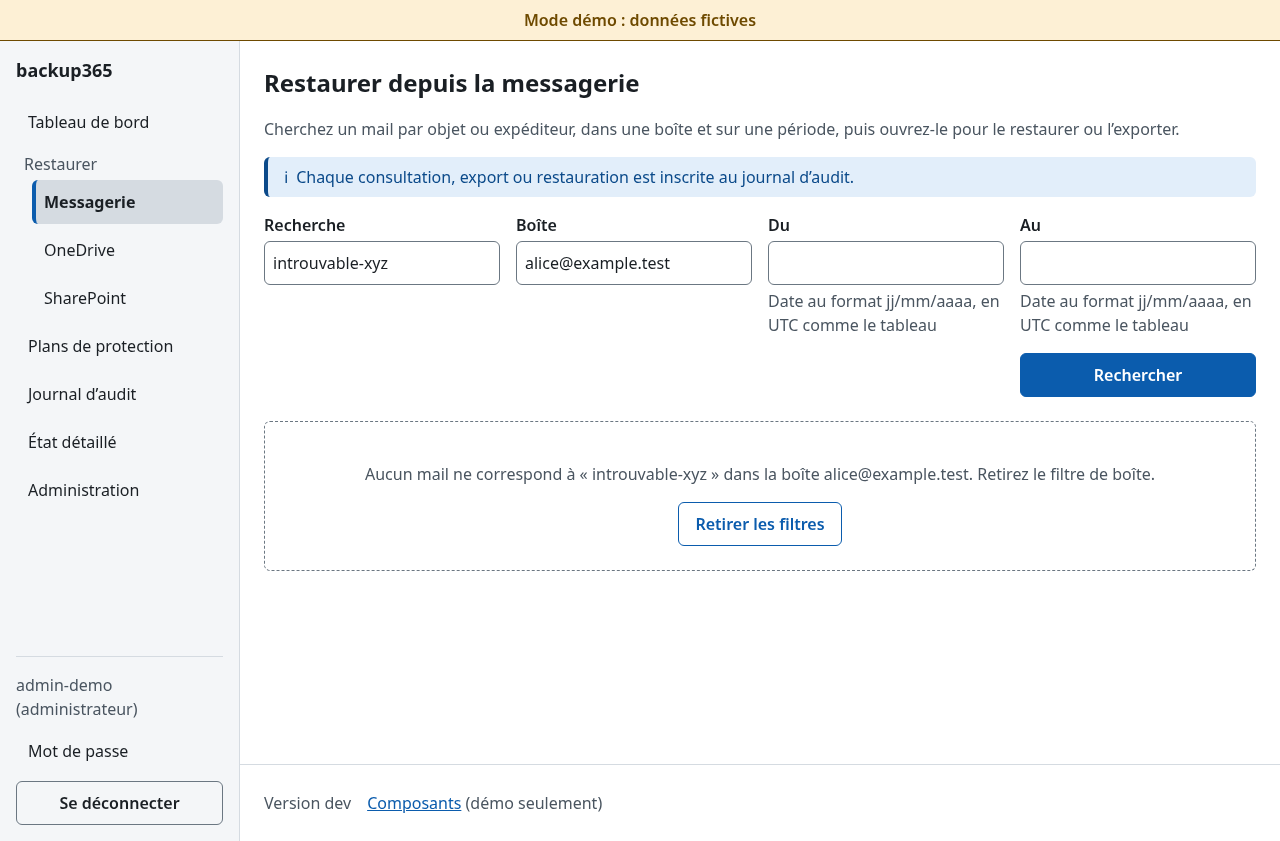 Mode démo : données fictives
backup365
Tableau de bord
Restaurer
Messagerie
OneDrive
SharePoint
Plans de protection
Journal d’audit
État détaillé
Administration
admin-demo
(administrateur)
Mot de passe
Se déconnecter
Restaurer depuis la messagerie
Cherchez un mail par objet ou expéditeur, dans une boîte et sur une période, puis ouvrez-le pour le restaurer ou l’exporter.
i Chaque consultation, export ou restauration est inscrite au journal d’audit.
Recherche Boîte Du Au
introuvable-xyz alice@example.test
Date au format jj/mm/aaaa, en Date au format jj/mm/aaaa, en
UTC comme le tableau UTC comme le tableau
Rechercher
Aucun mail ne correspond à « introuvable-xyz » dans la boîte alice@example.test. Retirez le filtre de boîte.
Retirer les filtres
Version dev Composants (démo seulement)